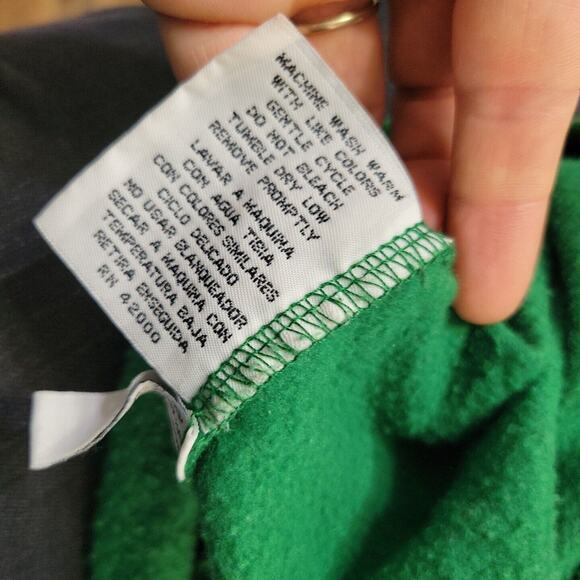 MACHINE WASH WARM
WITH LIKE COLORS
GENTLE CYCLE
DO NOT BLEACH
TUMBLE DRY LOW
REMOVE PROMPTLY
LAVAR A MAQUINA
CON AGUA TIBIA
CON COLORES SIMILARES
CICLO DELICADO
NO USAR BLANQUEADOR
SECAR A MAQUINA CON
TEMPERATURA BAJA
RETIRA ENSEGUIDA
RN 42000